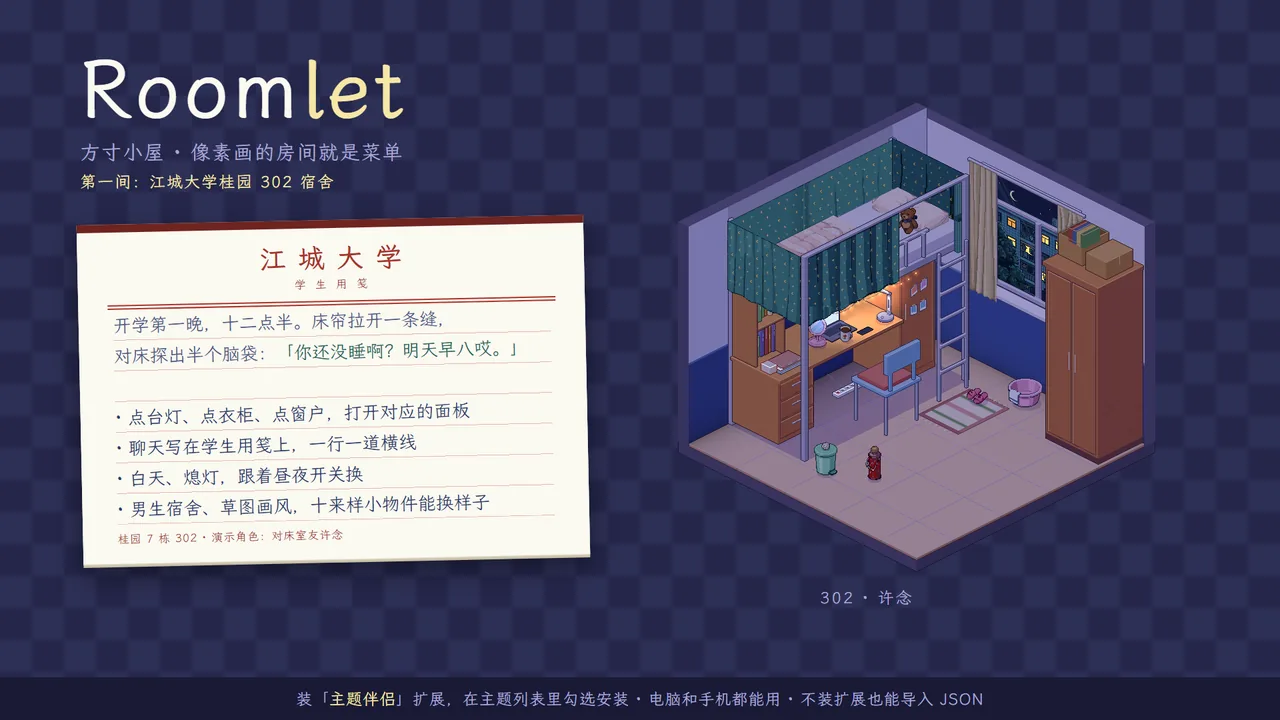 Roomlet
方寸小屋・像素画的房间就是菜单
第一间：江城大学桂园 302 宿舍
江城大学
学生用笺
开学第一晚，十二点半。床帘拉开一条缝，
对床探出半个脑袋：「你还没睡啊？明天早八哎。」
・点台灯、点衣柜、点窗户，打开对应的面板
・聊天写在学生用笺上，一行一道横线
・白天、熄灯，跟着昼夜开关换
・男生宿舍、草图画风，十来样小物件能换样子
桂园 7 栋 302・演示角色：对床室友许念
302・许念
装「主题伴侣」扩展，在主题列表里勾选安装・电脑和手机都能用・不装扩展也能导入 JSON